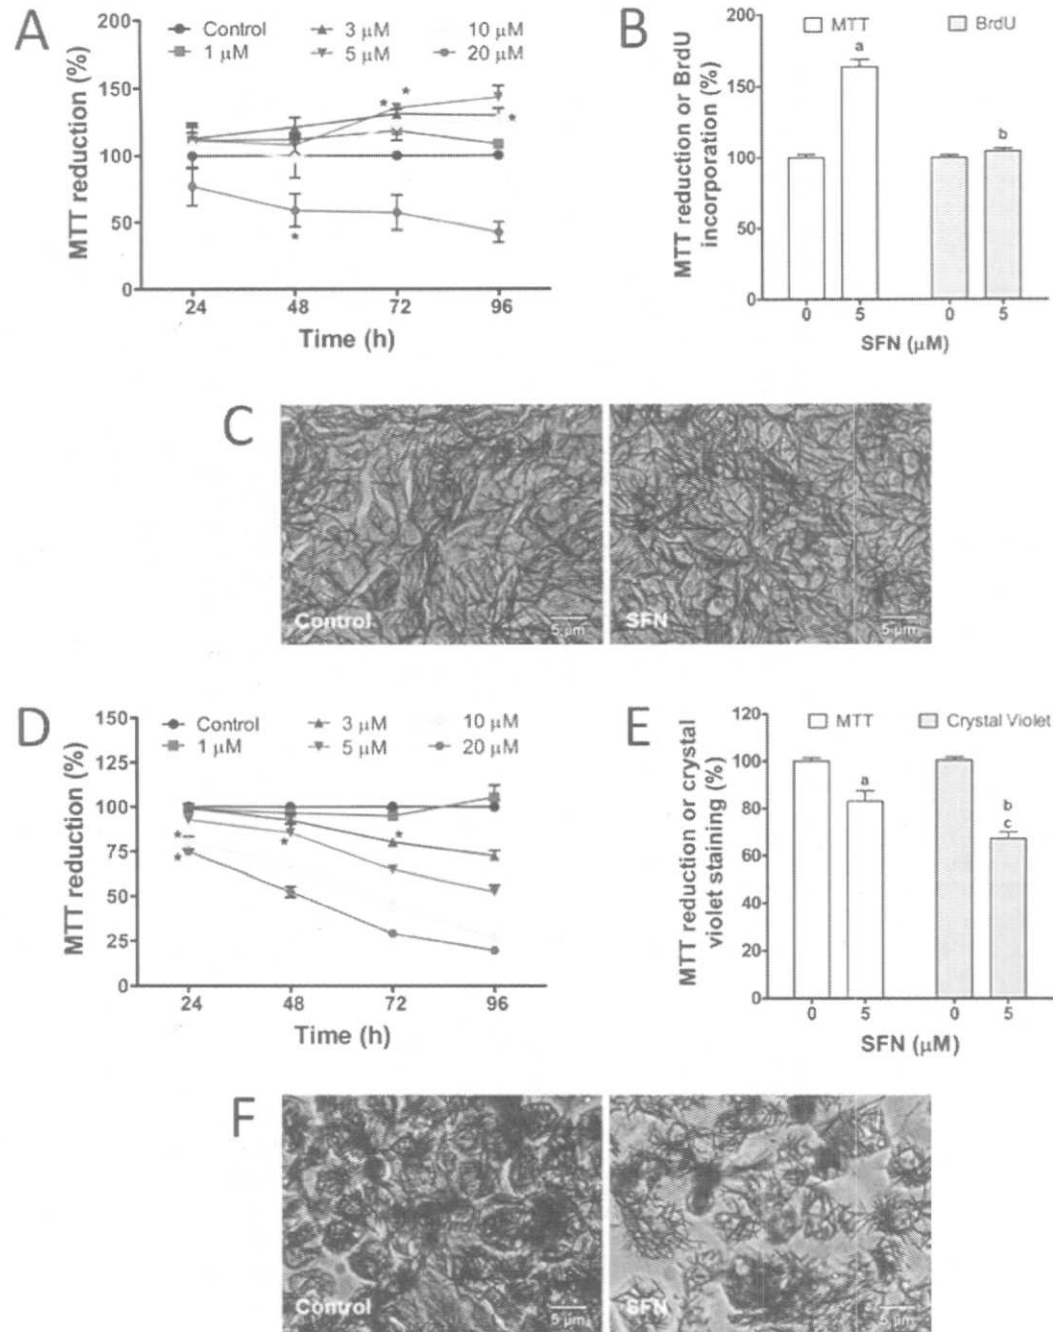 A
Control 3 μM 10 μM
1 μM 5 μM 20 μM
MTT reduction (%)
200
150
100
50
0
* *
*
*
24 48 72 96
Time (h)
B
MTT BrdU
MTT reduction or BrdU
incorporation (%)
200
150
100
50
0
a
b
0 5 0 5
SFN (μM)
C
Control
5 μm
SFN
5 μm
D
Control 3 μM 10 μM
1 μM 5 μM 20 μM
MTT reduction (%)
150
125
100
75
50
25
0
*
*
*
*
24 48 72 96
Time (h)
E
MTT Crystal Violet
MTT reduction or crystal
violet staining (%)
120
100
80
60
40
20
0
a
b
c
0 5 0 5
SFN (μM)
F
Control
5 μm
SFN
5 μm